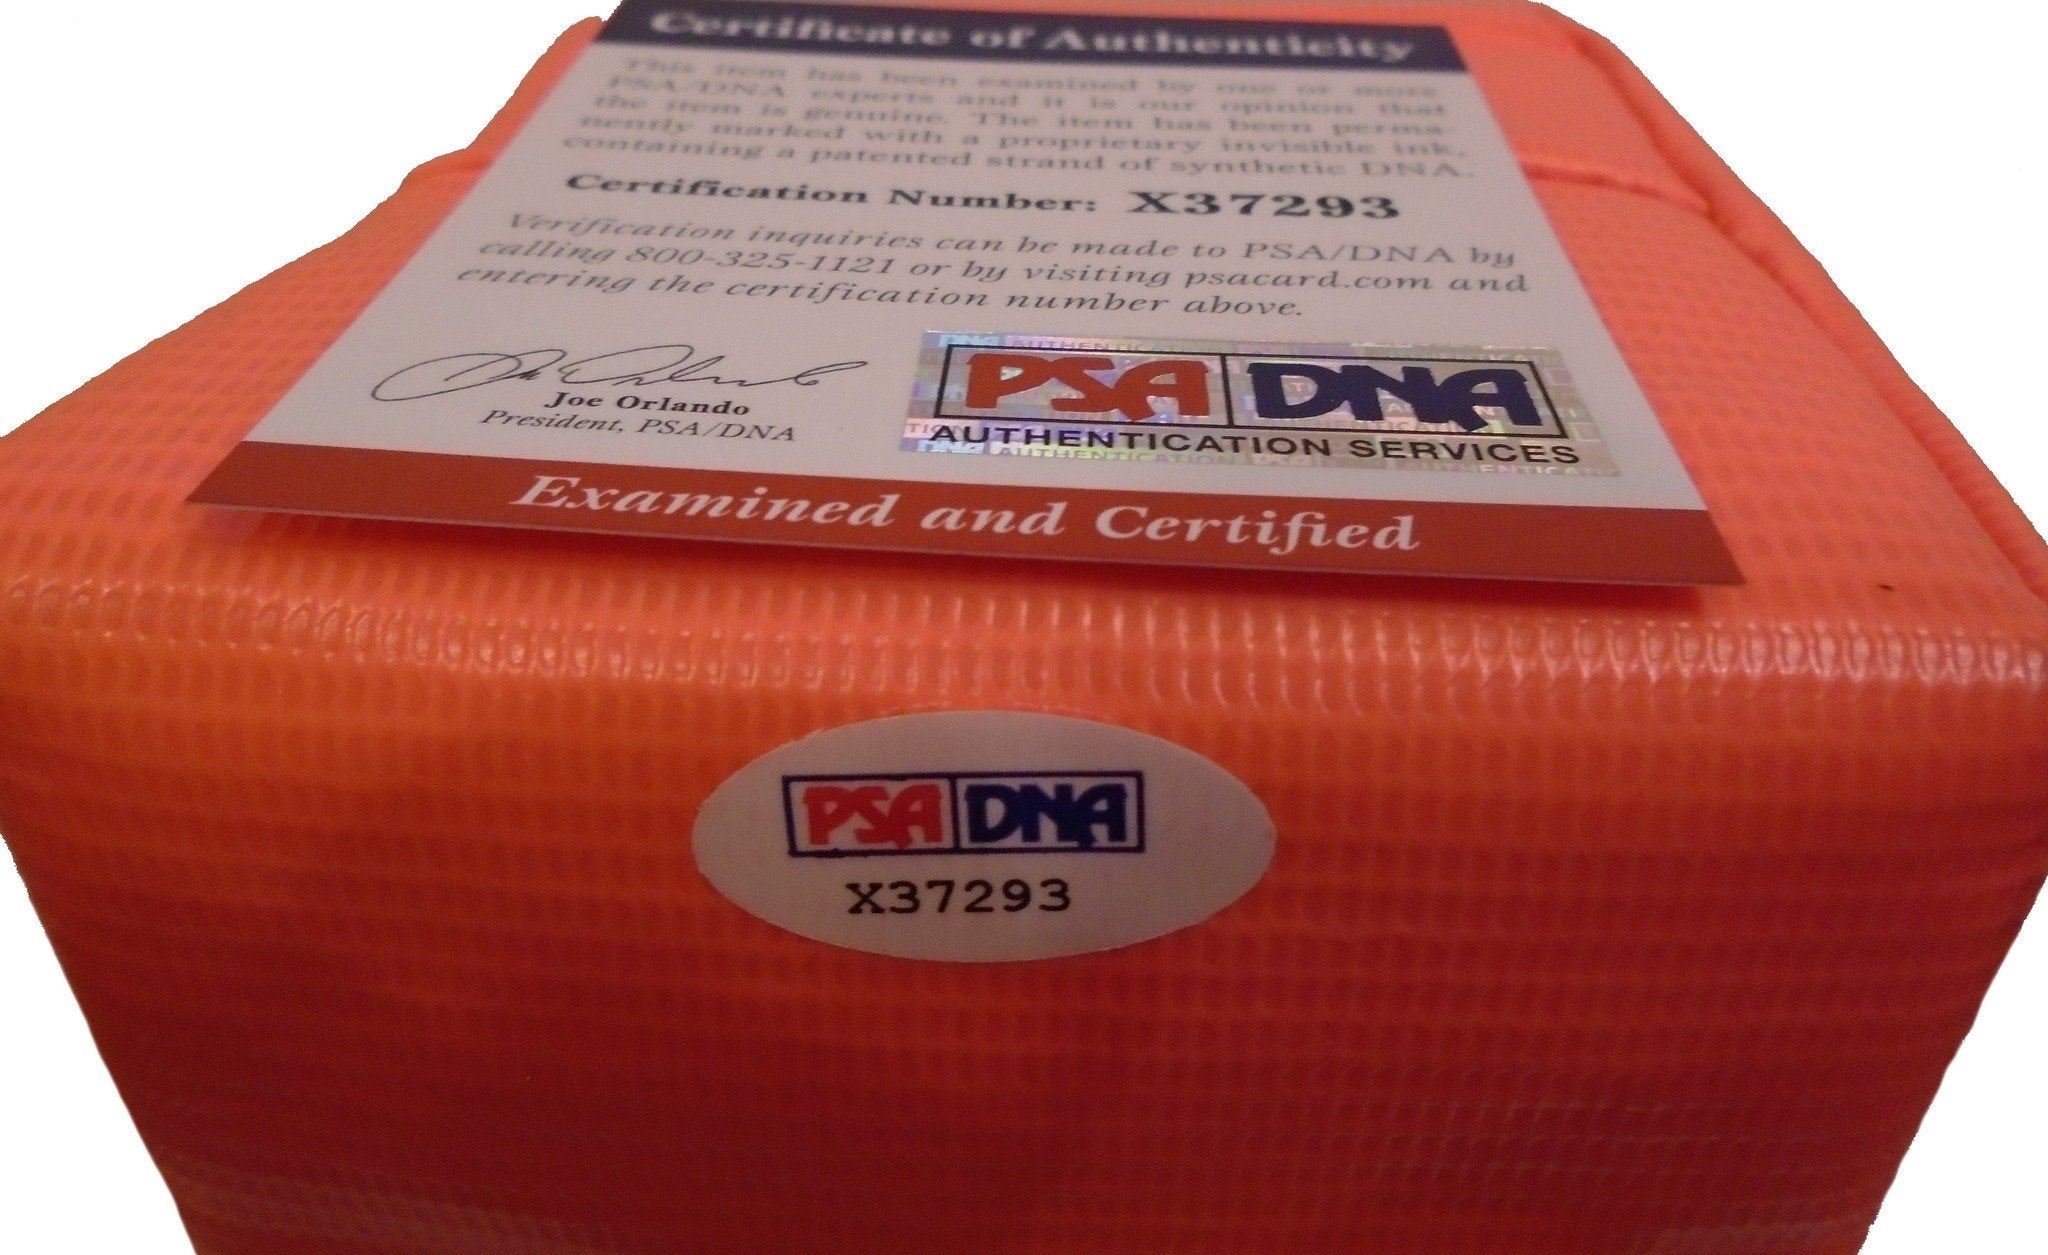 Certificate of Authenticity
This item has been examined by one or more
PSA/DNA experts and it is our opinion that
the item is genuine. The item has been perma-
nently marked with a proprietary invisible ink,
containing a patented strand of synthetic DNA.
Certification Number: X37293
Verification inquiries can be made to PSA/DNA by
calling 800-325-1121 or by visiting psacard.com and
entering the certification number above.
Joe Orlando
President, PSA/DNA
PSA DNA
AUTHENTICATION SERVICES
Examined and Certified
PSA DNA
X37293